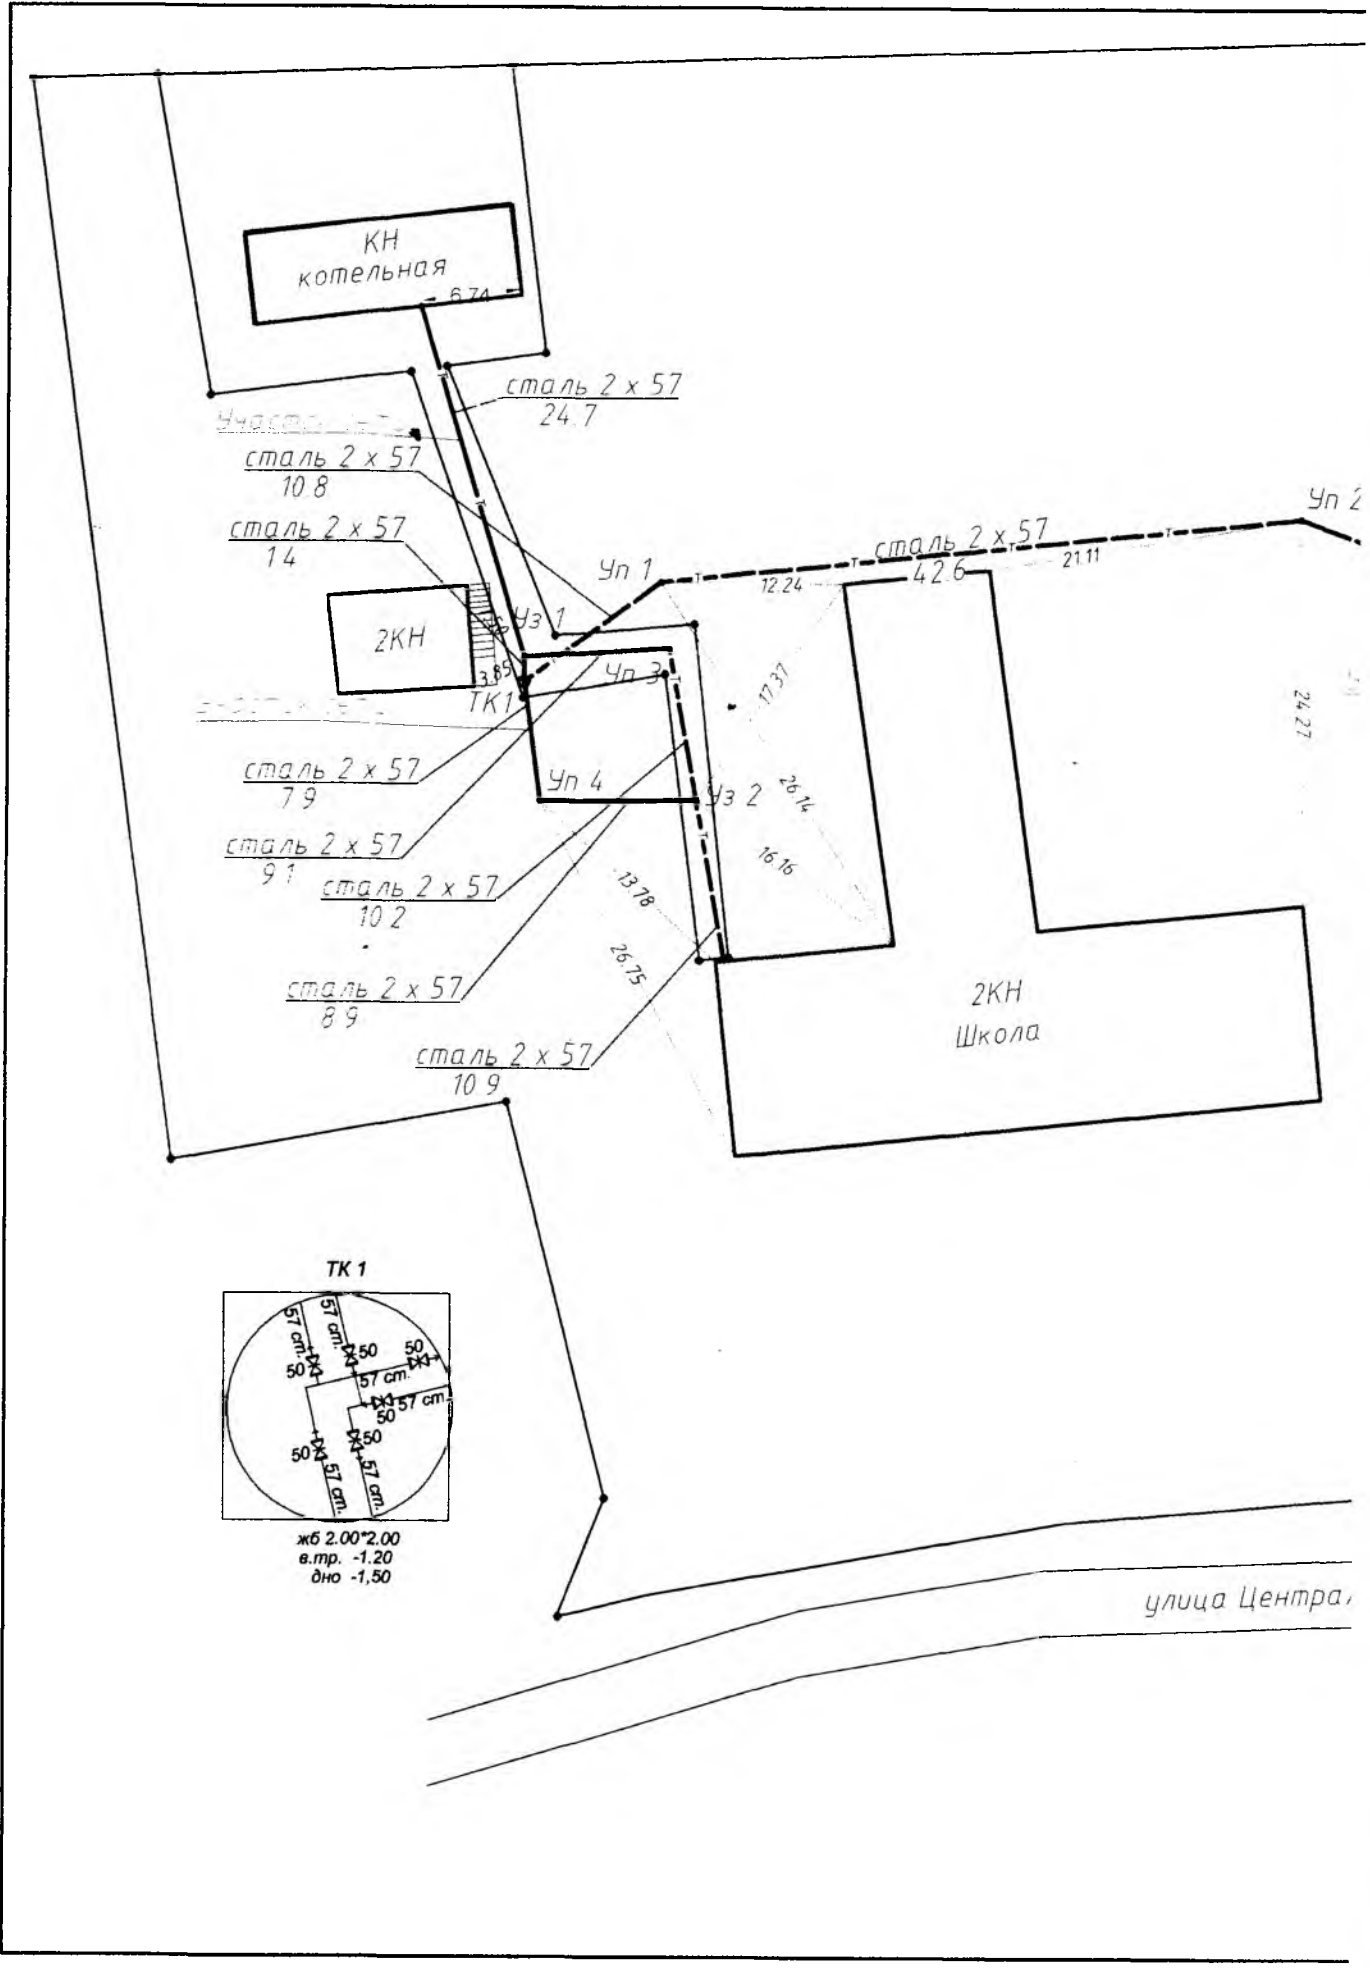 КН
котельная
6.74
сталь 2 х 57
24.7
сталь 2 х 57
10.8
Уп 2
сталь 2 х 57
1 4
сталь 2 х 57
42.6
21.11
Уп 1
12.24
Уз 1
2КН
3.85
Уп 3
ТК1
17.37
24.27
сталь 2 х 57
7 9
Уп 4
Уз 2
26.14
сталь 2 х 57
9 1
16.16
сталь 2 х 57
10 2
13.78
26.75
сталь 2 х 57
8 9
2КН
Школа
сталь 2 х 57
10 9
ТК 1
57 ст.
57 ст.
50
50
50
57 ст.
57 ст.
50
50
50
57 ст.
57 ст.
жб 2.00*2.00
в.тр. -1.20
дно -1,50
улица